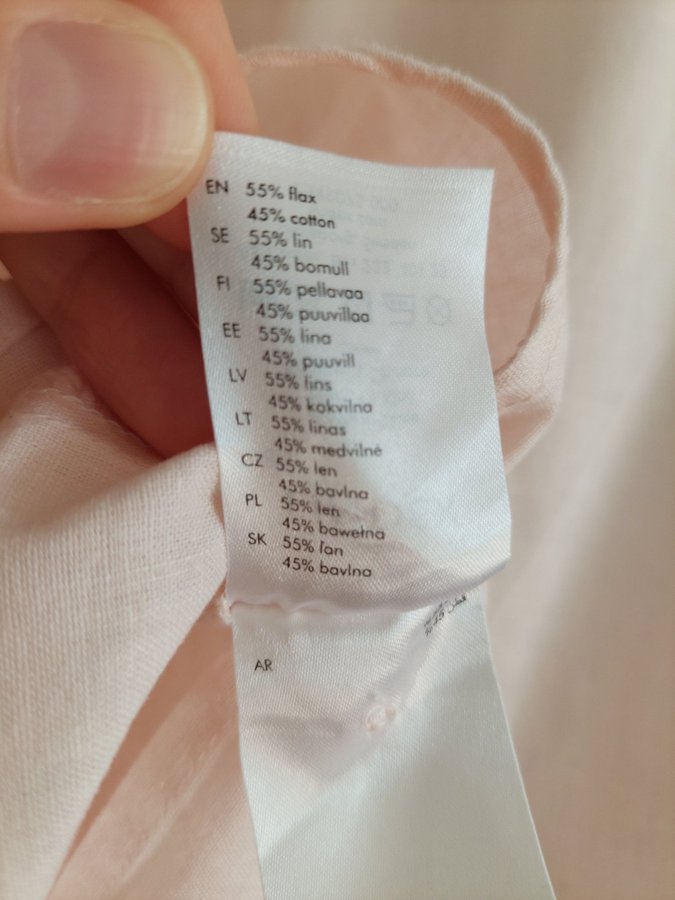 EN 55% flax
45% cotton
SE 55% lin
45% bomull
FI 55% pellavaa
45% puuvillaa
EE 55% lina
45% puuvill
LV 55% lins
45% kokvilna
LT 55% linas
45% medvilnė
CZ 55% len
45% bavlna
PL 55% len
45% bawełna
SK 55% ľan
45% bavlna
AR